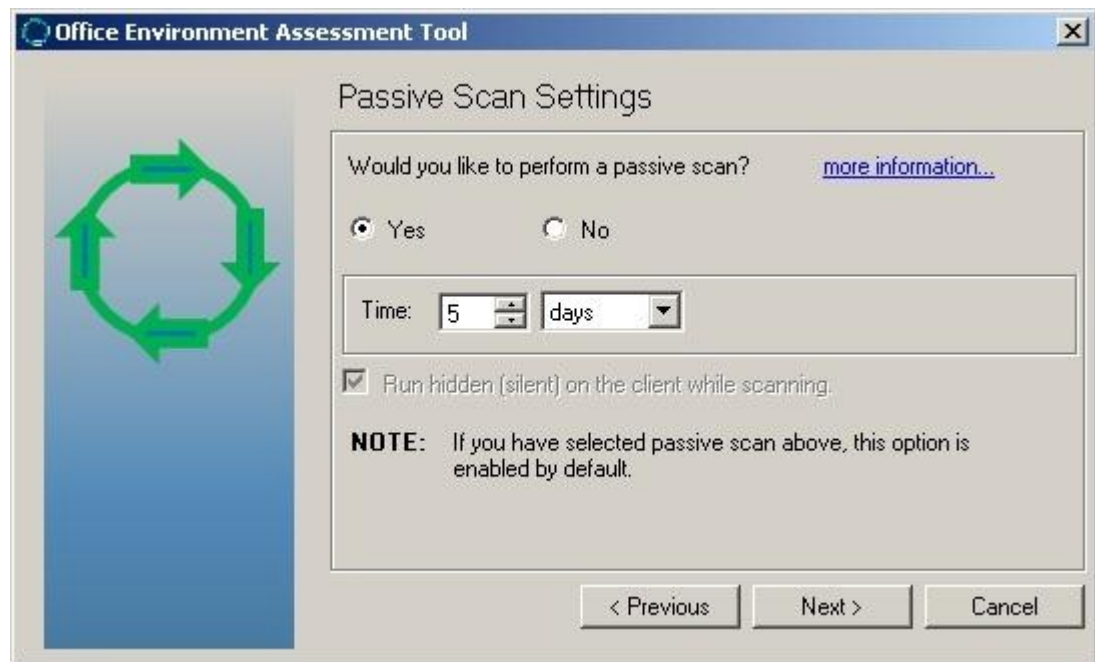 Office Environment Assessment Tool
Passive Scan Settings
Would you like to perform a passive scan? more information...
Yes No
Time: 5 days
Run hidden (silent) on the client while scanning.
NOTE: If you have selected passive scan above, this option is
enabled by default.
< Previous Next > Cancel